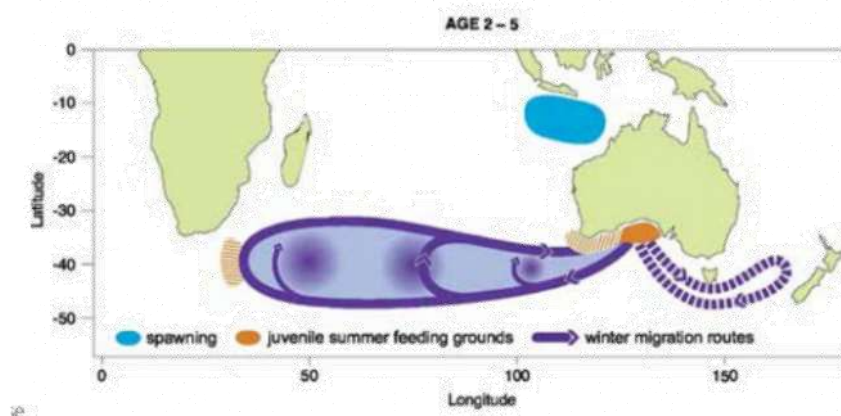 AGE 2 – 5
0
-10
-20
-30
-40
-50
Latitude
spawning
juvenile summer feeding grounds
winter migration routes
0
50
100
150
Longitude